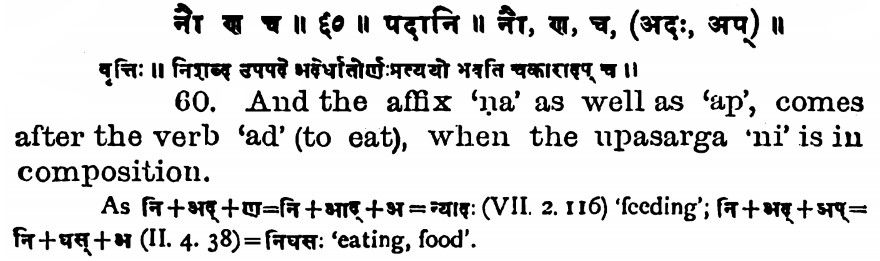 नौ ण च ॥ ६० ॥ पदानि ॥ नौ, ण, च, (अदः, अप्) ॥
वृत्तिः ॥ निशब्द उपपदे भदेर्धातोर्णःप्रत्ययो भवति चकारादप् च ॥
60. And the affix ‘ṇa’ as well as ‘ap’, comes
after the verb ‘ad’ (to eat), when the upasarga ‘ni’ is in
composition.
As नि+अद्+ण=नि+आद्+अ=न्यादः (VII. 2. 116) ‘feeding’; नि+अद्+अप्=
नि+घस्+अ (II. 4. 38)=निघसः ‘eating, food’.